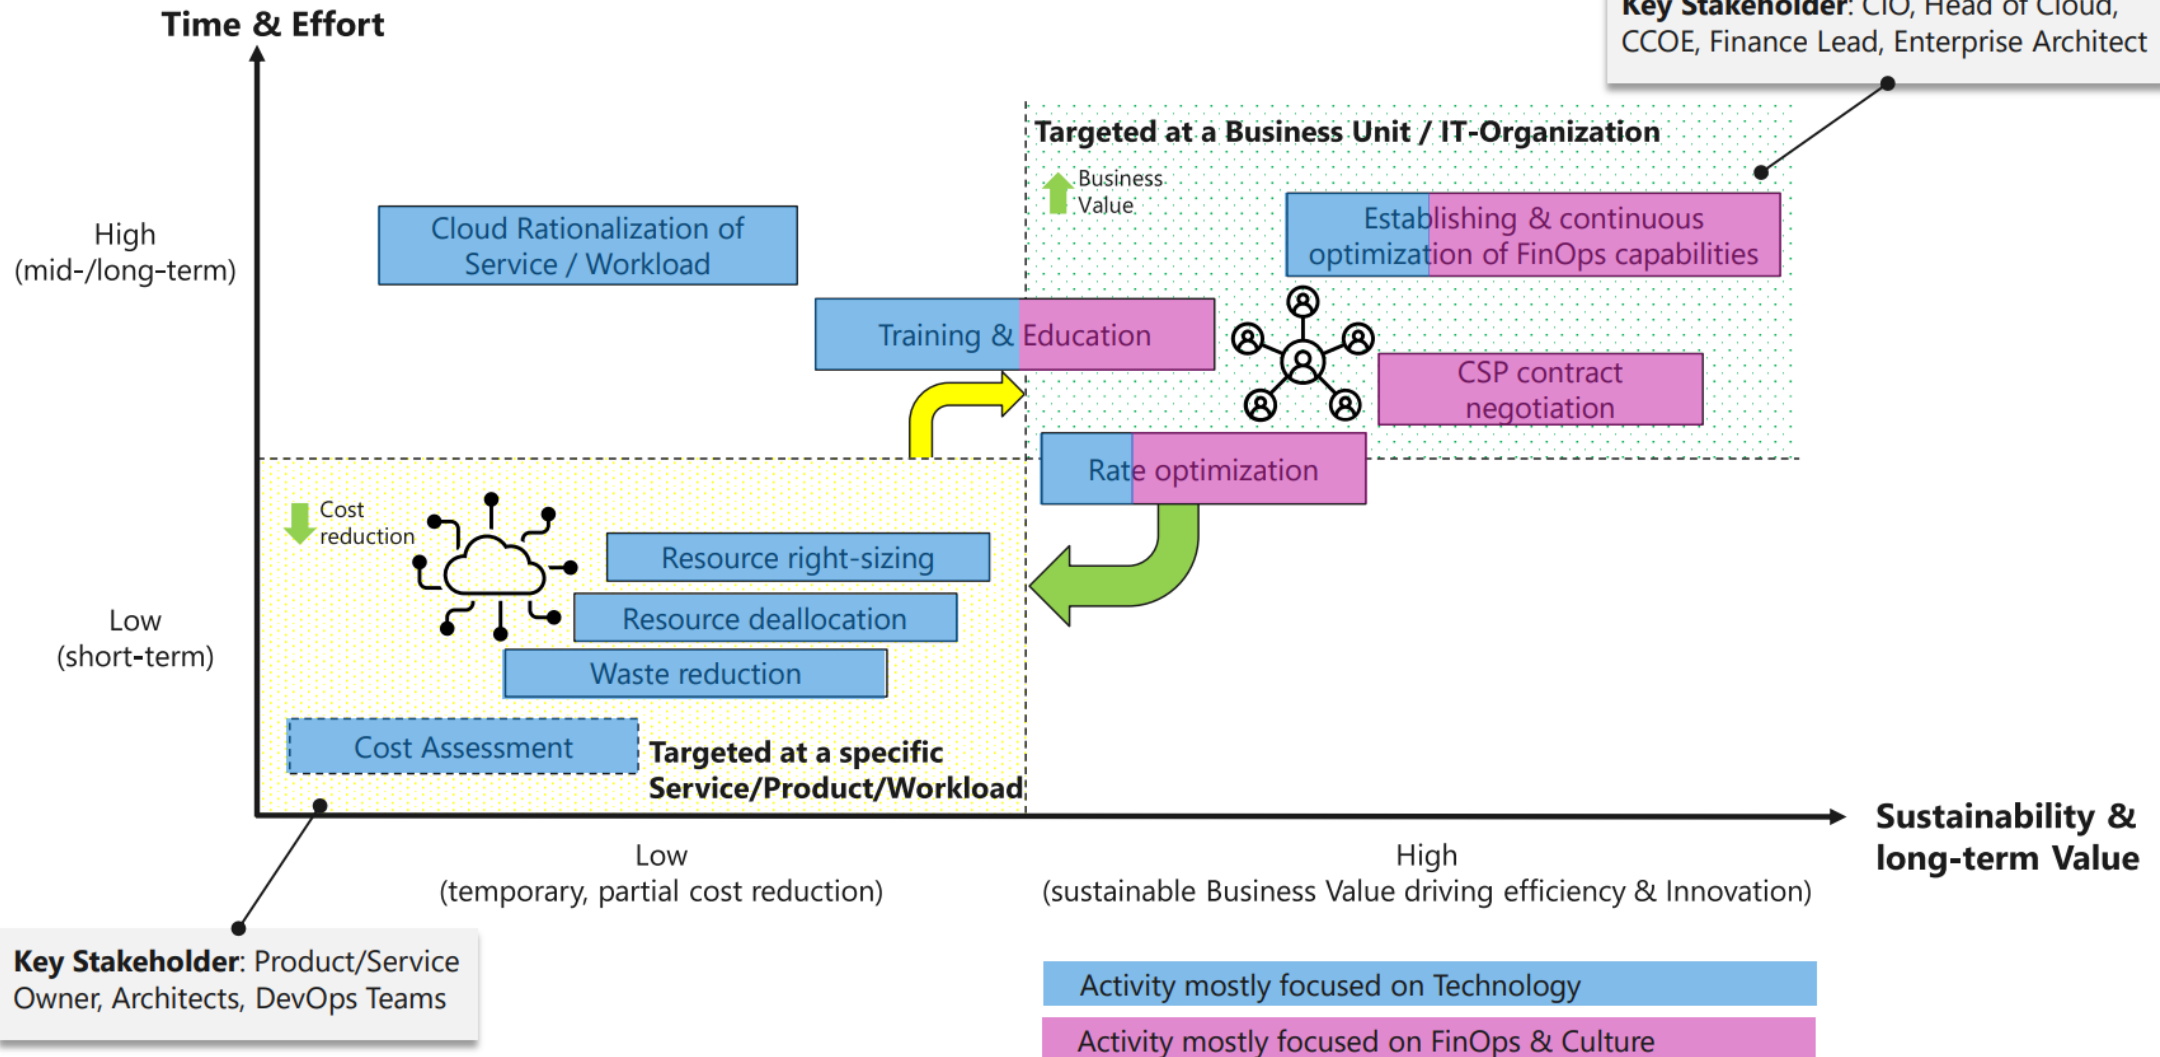 Time & Effort
Key Stakeholder: CIO, Head of Cloud,
CCOE, Finance Lead, Enterprise Architect
Targeted at a Business Unit / IT-Organization
Business
Value
High
(mid-/long-term)
Cloud Rationalization of
Service / Workload
Establishing & continuous
optimization of FinOps capabilities
Training & Education
CSP contract
negotiation
Rate optimization
Cost
reduction
Resource right-sizing
Resource deallocation
Low
(short-term)
Waste reduction
Cost Assessment
Targeted at a specific
Service/Product/Workload
Sustainability &
long-term Value
Low
(temporary, partial cost reduction)
High
(sustainable Business Value driving efficiency & Innovation)
Key Stakeholder: Product/Service
Owner, Architects, DevOps Teams
Activity mostly focused on Technology
Activity mostly focused on FinOps & Culture